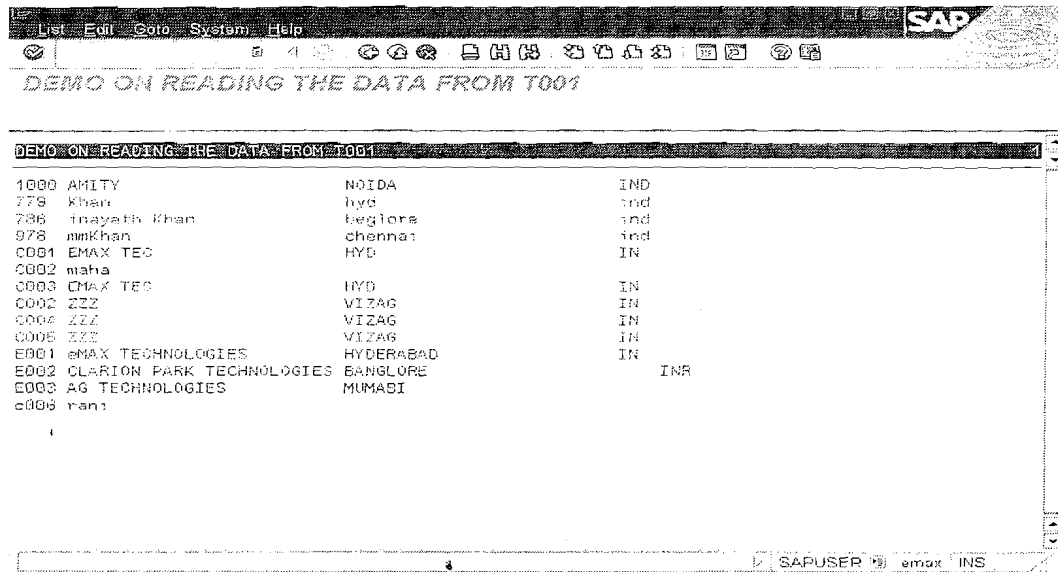 List Edit Goto System Help
SAP
DEMO ON READING THE DATA FROM T001
DEMO ON READING THE DATA FROM T001 1
1000 AMITY NOIDA IND
779 Khan hyd ind
786 inayath Khan beglore ind
978 mmKhan chennai ind
C001 EMAX TEC HYD IN
C002 maha
C003 EMAX TEC HYD IN
ZZZ VIZAG IN
ZZZ VIZAG IN
ZZZ VIZAG IN
E001 eMAX TECHNOLOGIES HYDERABAD IN
E002 CLARION PARK TECHNOLOGIES BANGLORE INR
E003 AG TECHNOLOGIES MUMABI
c006 rani
SAPUSER emax INS